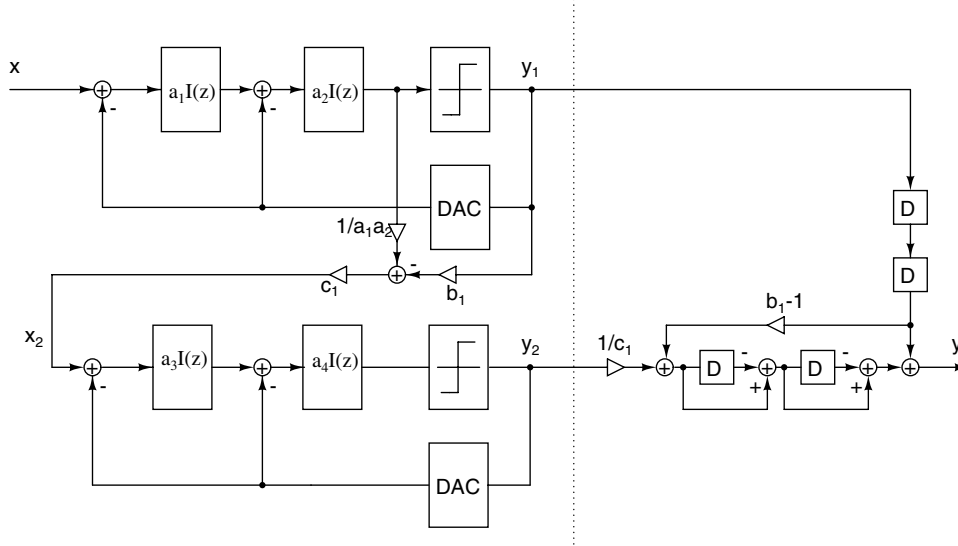 x
-
a₁I(z)
-
a₂I(z)
y₁
DAC
1/a₁a₂
-
b₁
c₁
D
D
b₁-1
x₂
-
a₃I(z)
-
a₄I(z)
y₂
1/c₁
D
-
+
D
-
+
y
DAC